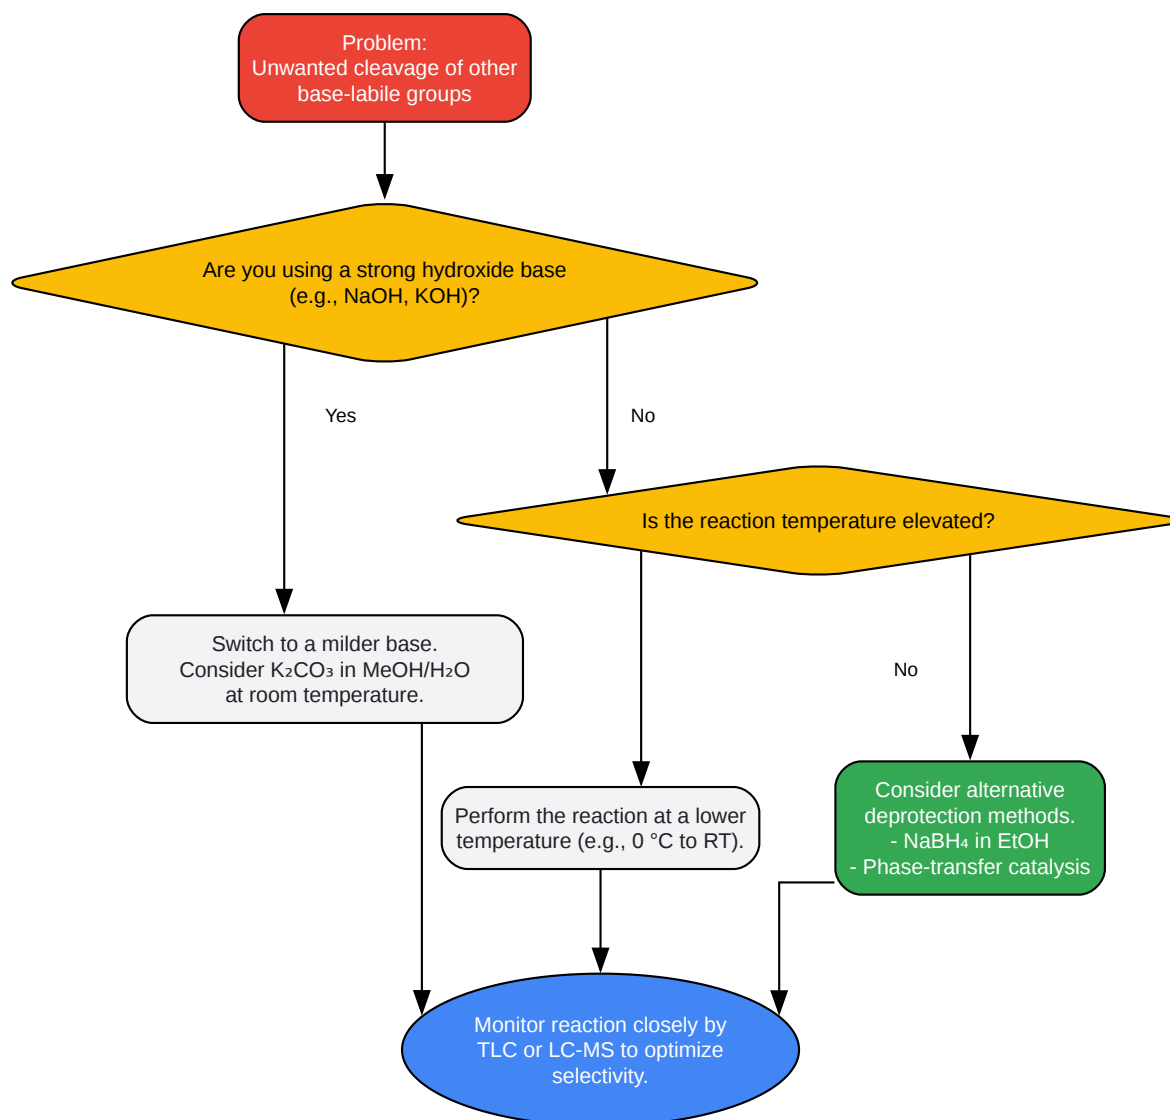 Problem:
Unwanted cleavage of other
base-labile groups
Are you using a strong hydroxide base
(e.g., NaOH, KOH)?
Yes
No
Is the reaction temperature elevated?
Switch to a milder base.
Consider K₂CO₃ in MeOH/H₂O
at room temperature.
No
Perform the reaction at a lower
temperature (e.g., 0 °C to RT).
Consider alternative
deprotection methods.
- NaBH₄ in EtOH
- Phase-transfer catalysis
Monitor reaction closely by
TLC or LC-MS to optimize
selectivity.